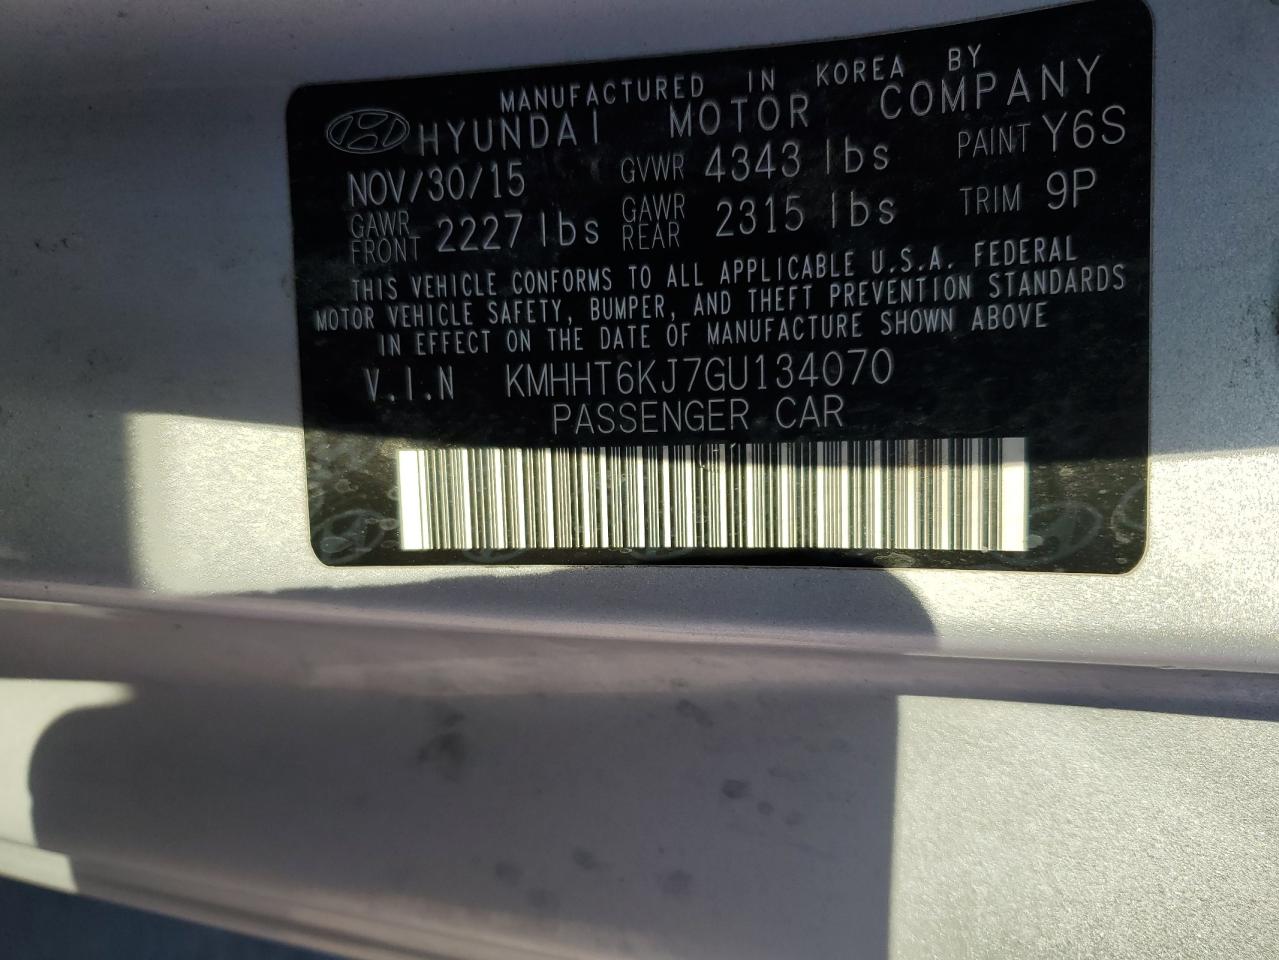 MANUFACTURED IN KOREA BY
HYUNDAI MOTOR COMPANY
NOV/30/15 GVWR 4343 lbs PAINT Y6S
GAWR FRONT 2227 lbs GAWR REAR 2315 lbs TRIM 9P
THIS VEHICLE CONFORMS TO ALL APPLICABLE U.S.A. FEDERAL
MOTOR VEHICLE SAFETY, BUMPER, AND THEFT PREVENTION STANDARDS
IN EFFECT ON THE DATE OF MANUFACTURE SHOWN ABOVE
V.I.N KMHHT6KJ7GU134070
PASSENGER CAR